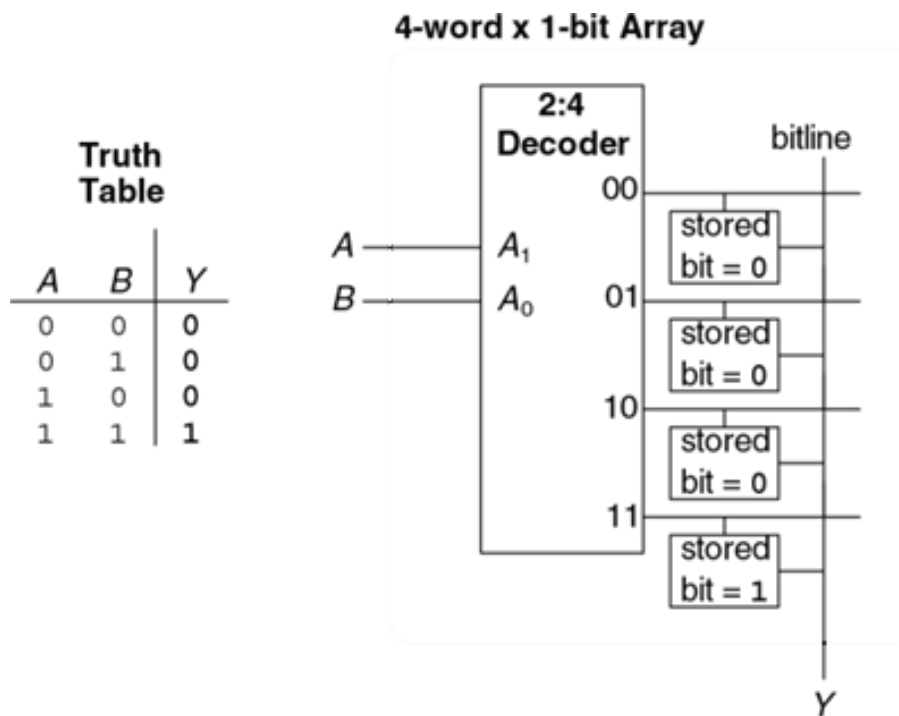 4-word x 1-bit Array
Truth
Table
A B Y
0 0 0
0 1 0
1 0 0
1 1 1
2:4
Decoder
bitline
00
stored
bit = 0
A A₁
B A₀
01
stored
bit = 0
10
stored
bit = 0
11
stored
bit = 1
Y